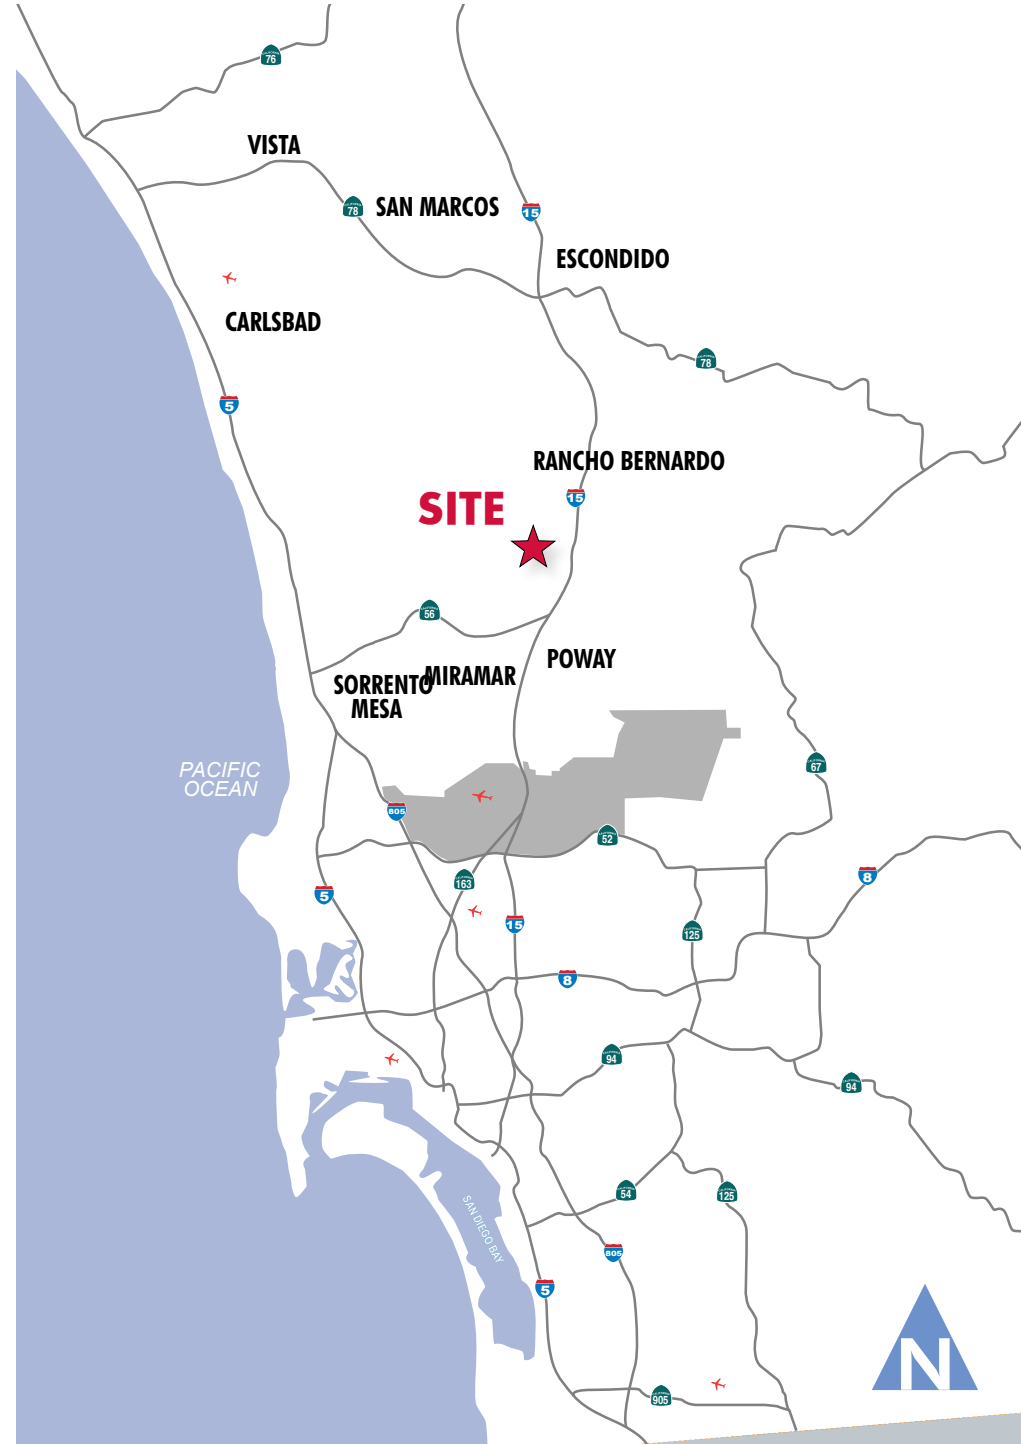 76
VISTA
78
SAN MARCOS
15
ESCONDIDO
CARLSBAD
78
5
RANCHO BERNARDO
15
SITE
56
POWAY
MIRAMAR
SORRENTO
MESA
PACIFIC
OCEAN
67
805
52
8
163
5
15
125
8
94
94
54
125
SAN DIEGO BAY
805
5
N
905